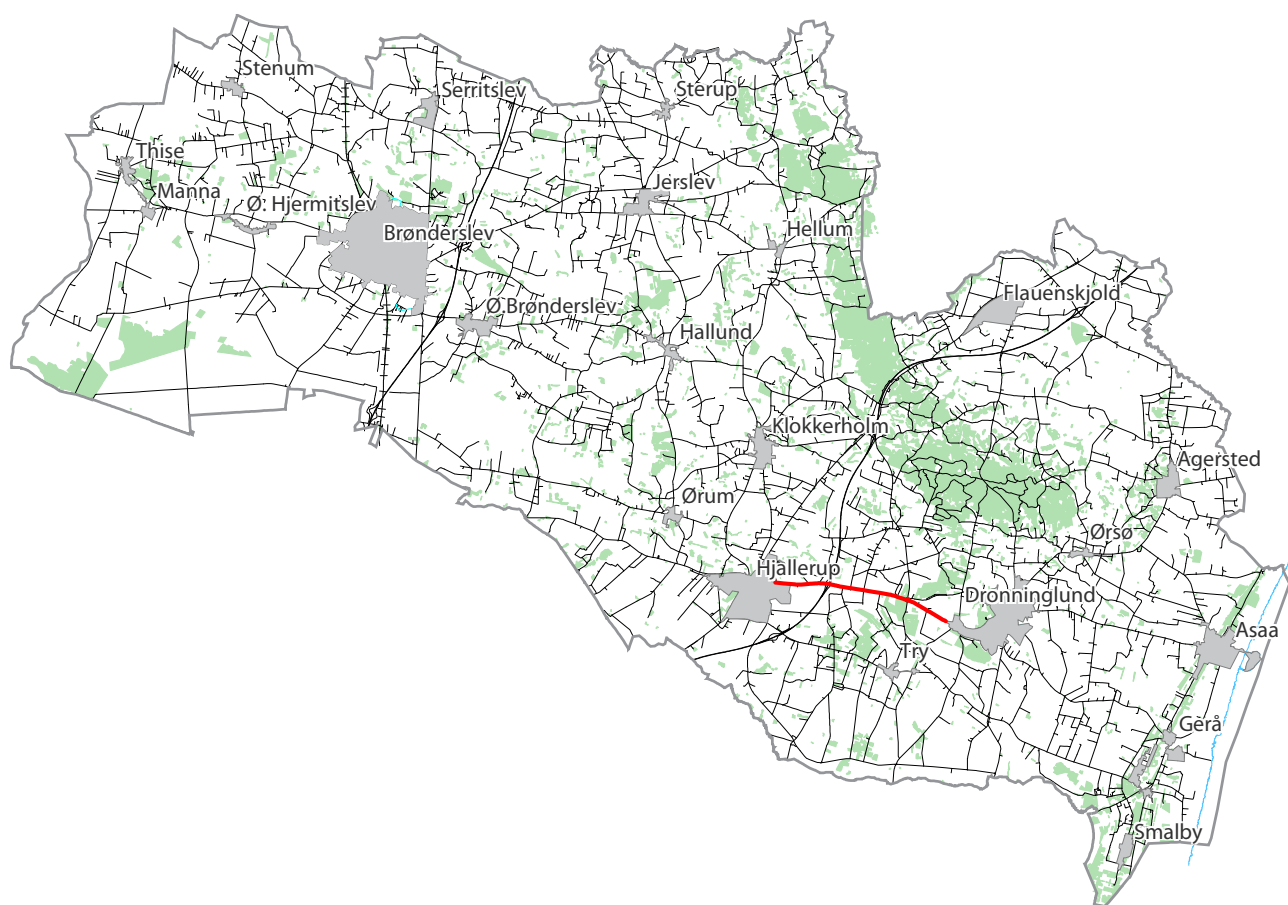 Stenum
Serritslev
Sterup
Thise
Manna
Jerslev
Ø. Hjermitslev
Brønderslev
Hellum
Flauenskjold
Ø.Brønderslev
Hallund
Klokkerholm
Agersted
Ørum
Ørsø
Hjallerup
Dronninglund
Asaa
Try
Gerå
Smalby